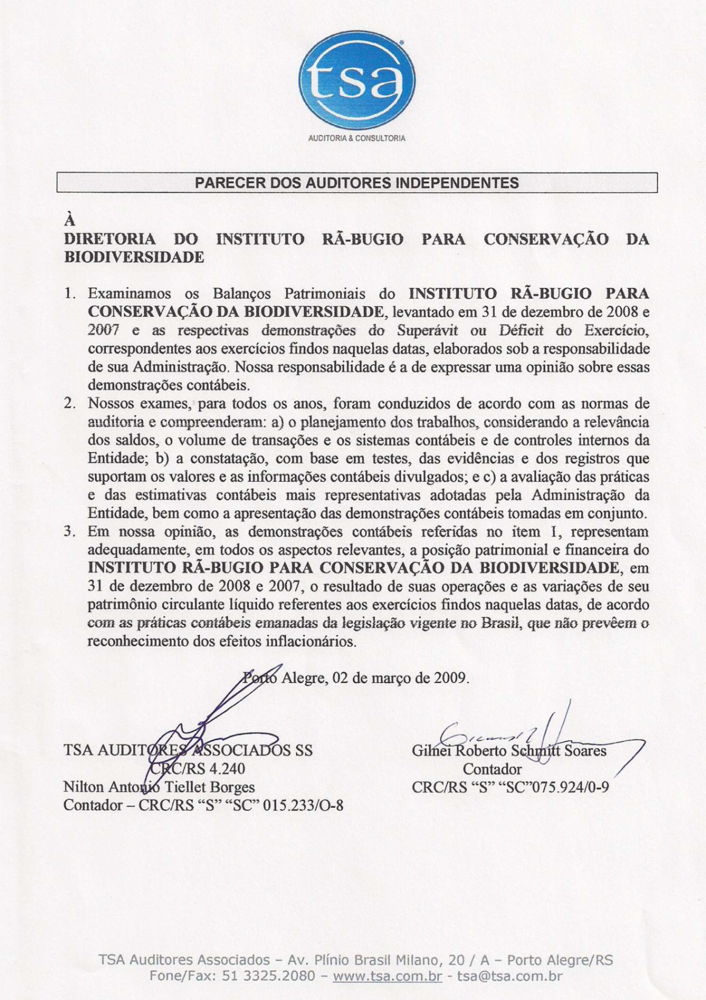 tsa
AUDITORIA & CONSULTORIA
PARECER DOS AUDITORES INDEPENDENTES
À
DIRETORIA DO INSTITUTO RÃ-BUGIO PARA CONSERVAÇÃO DA
BIODIVERSIDADE
1. Examinamos os Balanços Patrimoniais do INSTITUTO RÃ-BUGIO PARA
CONSERVAÇÃO DA BIODIVERSIDADE, levantado em 31 de dezembro de 2008 e
2007 e as respectivas demonstrações do Superávit ou Déficit do Exercício,
correspondentes aos exercícios findos naquelas datas, elaborados sob a responsabilidade
de sua Administração. Nossa responsabilidade é a de expressar uma opinião sobre essas
demonstrações contábeis.
2. Nossos exames, para todos os anos, foram conduzidos de acordo com as normas de
auditoria e compreenderam: a) o planejamento dos trabalhos, considerando a relevância
dos saldos, o volume de transações e os sistemas contábeis e de controles internos da
Entidade; b) a constatação, com base em testes, das evidências e dos registros que
suportam os valores e as informações contábeis divulgados; e c) a avaliação das práticas
e das estimativas contábeis mais representativas adotadas pela Administração da
Entidade, bem como a apresentação das demonstrações contábeis tomadas em conjunto.
3. Em nossa opinião, as demonstrações contábeis referidas no item 1, representam
adequadamente, em todos os aspectos relevantes, a posição patrimonial e financeira do
INSTITUTO RÃ-BUGIO PARA CONSERVAÇÃO DA BIODIVERSIDADE, em
31 de dezembro de 2008 e 2007, o resultado de suas operações e as variações de seu
patrimônio circulante líquido referentes aos exercícios findos naquelas datas, de acordo
com as práticas contábeis emanadas da legislação vigente no Brasil, que não prevêem o
reconhecimento dos efeitos inflacionários.
Porto Alegre, 02 de março de 2009.
TSA AUDITORES ASSOCIADOS SS
CRC/RS 4.240
Nilton Antonio Tiellet Borges
Contador – CRC/RS “S” “SC” 015.233/O-8
Gilnei Roberto Schmitt Soares
Contador
CRC/RS “S” “SC”075.924/0-9
TSA Auditores Associados – Av. Plínio Brasil Milano, 20 / A – Porto Alegre/RS
Fone/Fax: 51 3325.2080 – www.tsa.com.br - tsa@tsa.com.br